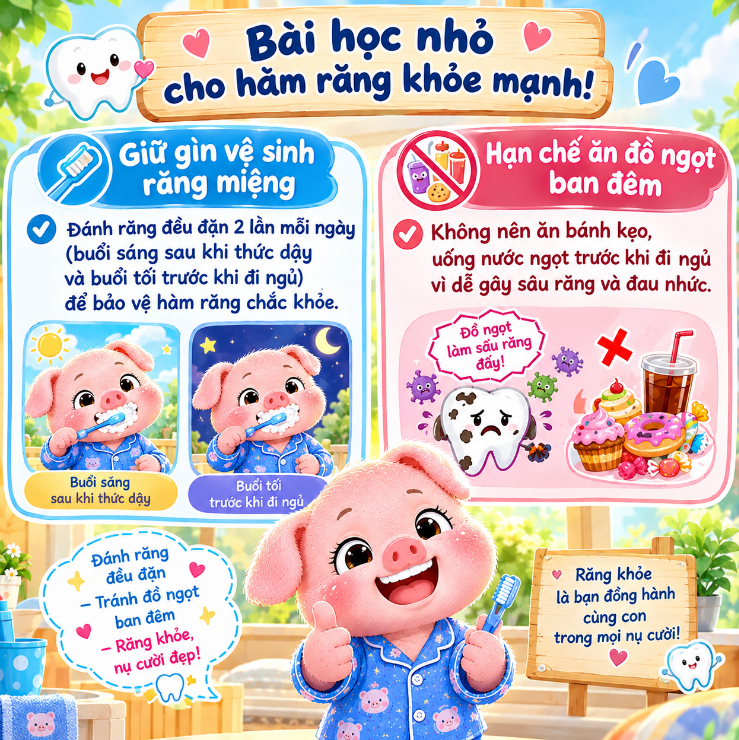 Bài học nhỏ
cho hăm răng khỏe mạnh!
Giữ gìn vệ sinh
răng miệng
Đánh răng đều đặn 2 lần mỗi ngày
(buổi sáng sau khi thức dậy
và buổi tối trước khi đi ngủ)
để bảo vệ hàm răng chắc khỏe.
Buổi sáng
sau khi thức dậy
Buổi tối
trước khi đi ngủ
Hạn chế ăn đồ ngọt
ban đêm
Không nên ăn bánh kẹo,
uống nước ngọt trước khi đi ngủ
vì dễ gây sâu răng và đau nhức.
Đồ ngọt
làm sấu răng
đấy!
Đánh răng
đều đặn
– Tránh đồ ngọt
ban đêm
– Răng khỏe,
nụ cười đẹp!
Răng khỏe
là bạn đồng hành
cùng con
trong mọi nụ cười!